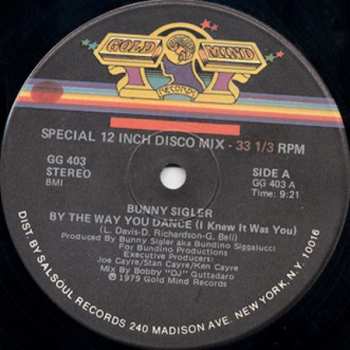 GOLD MIND
Records
SPECIAL 12 INCH DISCO MIX - 33 1/3 RPM
GG 403
STEREO
BMI
SIDE A
GG 403 A
Time: 9:21
BUNNY SIGLER
BY THE WAY YOU DANCE (I Knew It Was You)
(L. Davis-D. Richardson-G. Bell)
Produced By Bunny Sigler aka Bundino Siggalucci
For Bundino Productions
Executive Producers:
Joe Cayre/Stan Cayre/Ken Cayre
Mix By Bobby "DJ" Guttadaro
©1979 Gold Mind Records
DIST. BY SALSOUL RECORDS 240 MADISON AVE. NEW YORK, N.Y. 10016